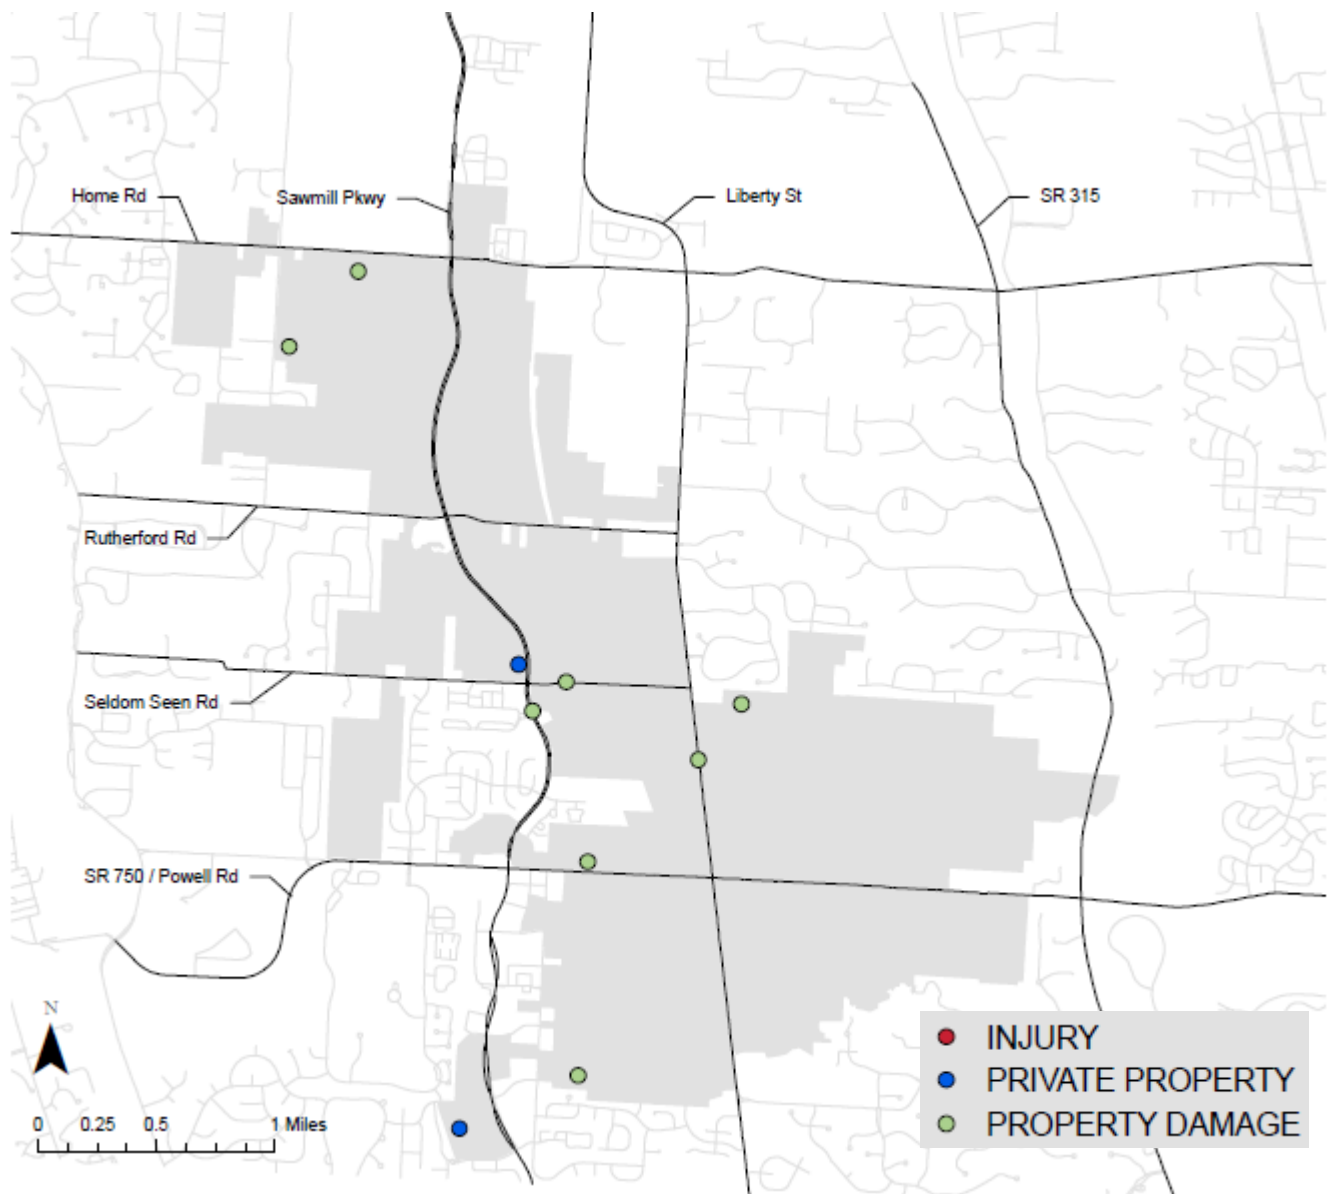 Home Rd
Sawmill Pkwy
Liberty St
SR 315
Rutherford Rd
Seldom Seen Rd
SR 750 / Powell Rd
N
0 0.25 0.5 1 Miles
INJURY
PRIVATE PROPERTY
PROPERTY DAMAGE